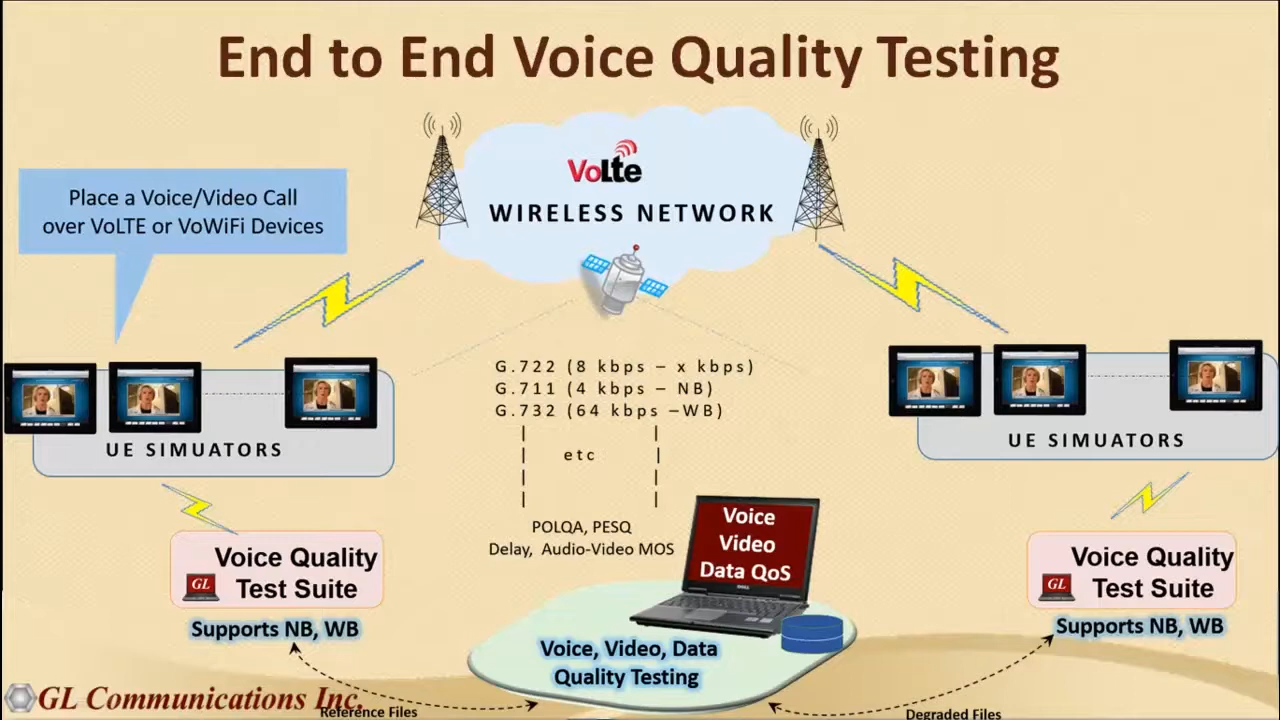 End to End Voice Quality Testing
VoLte
WIRELESS NETWORK
Place a Voice/Video Call
over VoLTE or VoWiFi Devices
G.722 (8 kbps – x kbps)
G.711 (4 kbps – NB)
G.732 (64 kbps –WB)
etc
UE SIMUATORS
UE SIMUATORS
POLQA, PESQ
Delay, Audio-Video MOS
Voice
Video
Data QoS
DELL
Voice Quality
GL Test Suite
Supports NB, WB
Voice Quality
GL Test Suite
Supports NB, WB
Voice, Video, Data
Quality Testing
GL Communications Inc.
Reference Files
Degraded Files